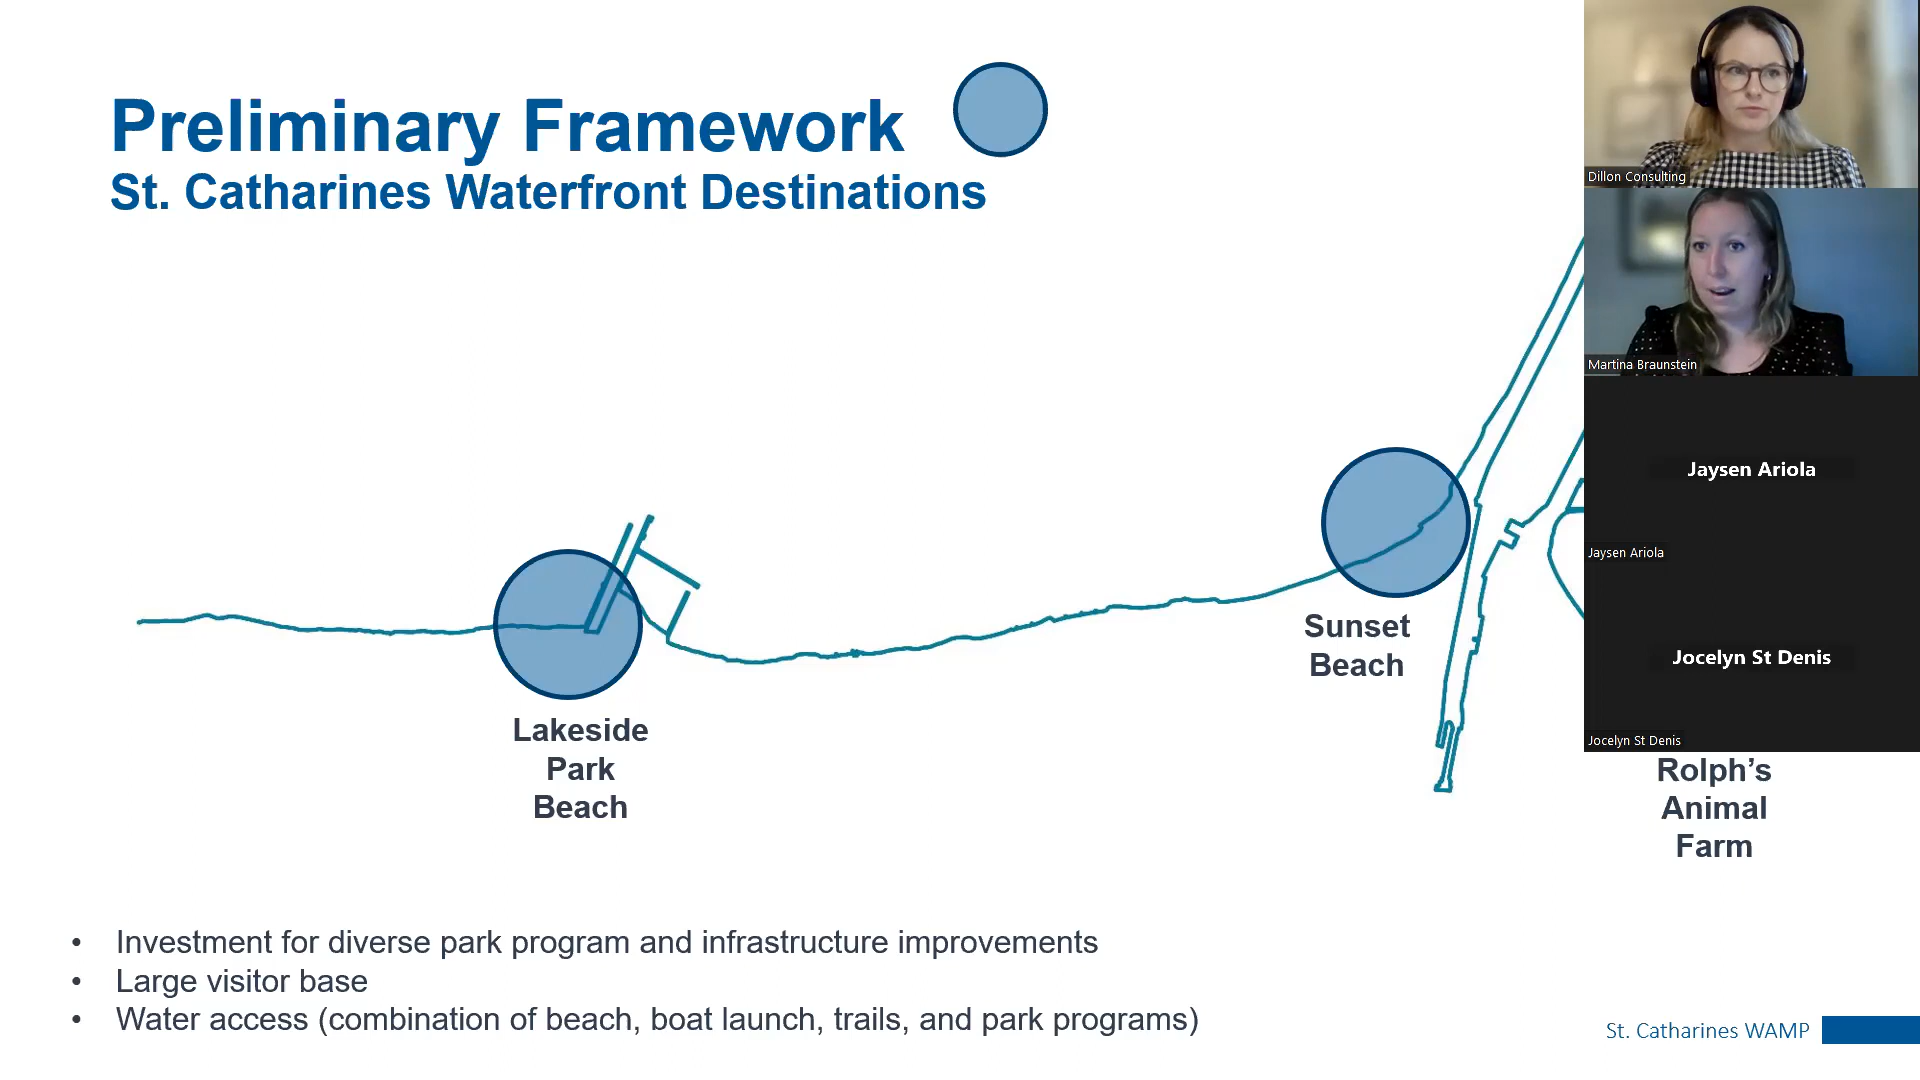 Preliminary Framework
St. Catharines Waterfront Destinations
Dillon Consulting
Martina Braunstein
Jaysen Ariola
Jaysen Ariola
Jocelyn St Denis
Jocelyn St Denis
Sunset
Beach
Lakeside
Park
Beach
Rolph’s
Animal
Farm
• Investment for diverse park program and infrastructure improvements
• Large visitor base
• Water access (combination of beach, boat launch, trails, and park programs)
St. Catharines WAMP